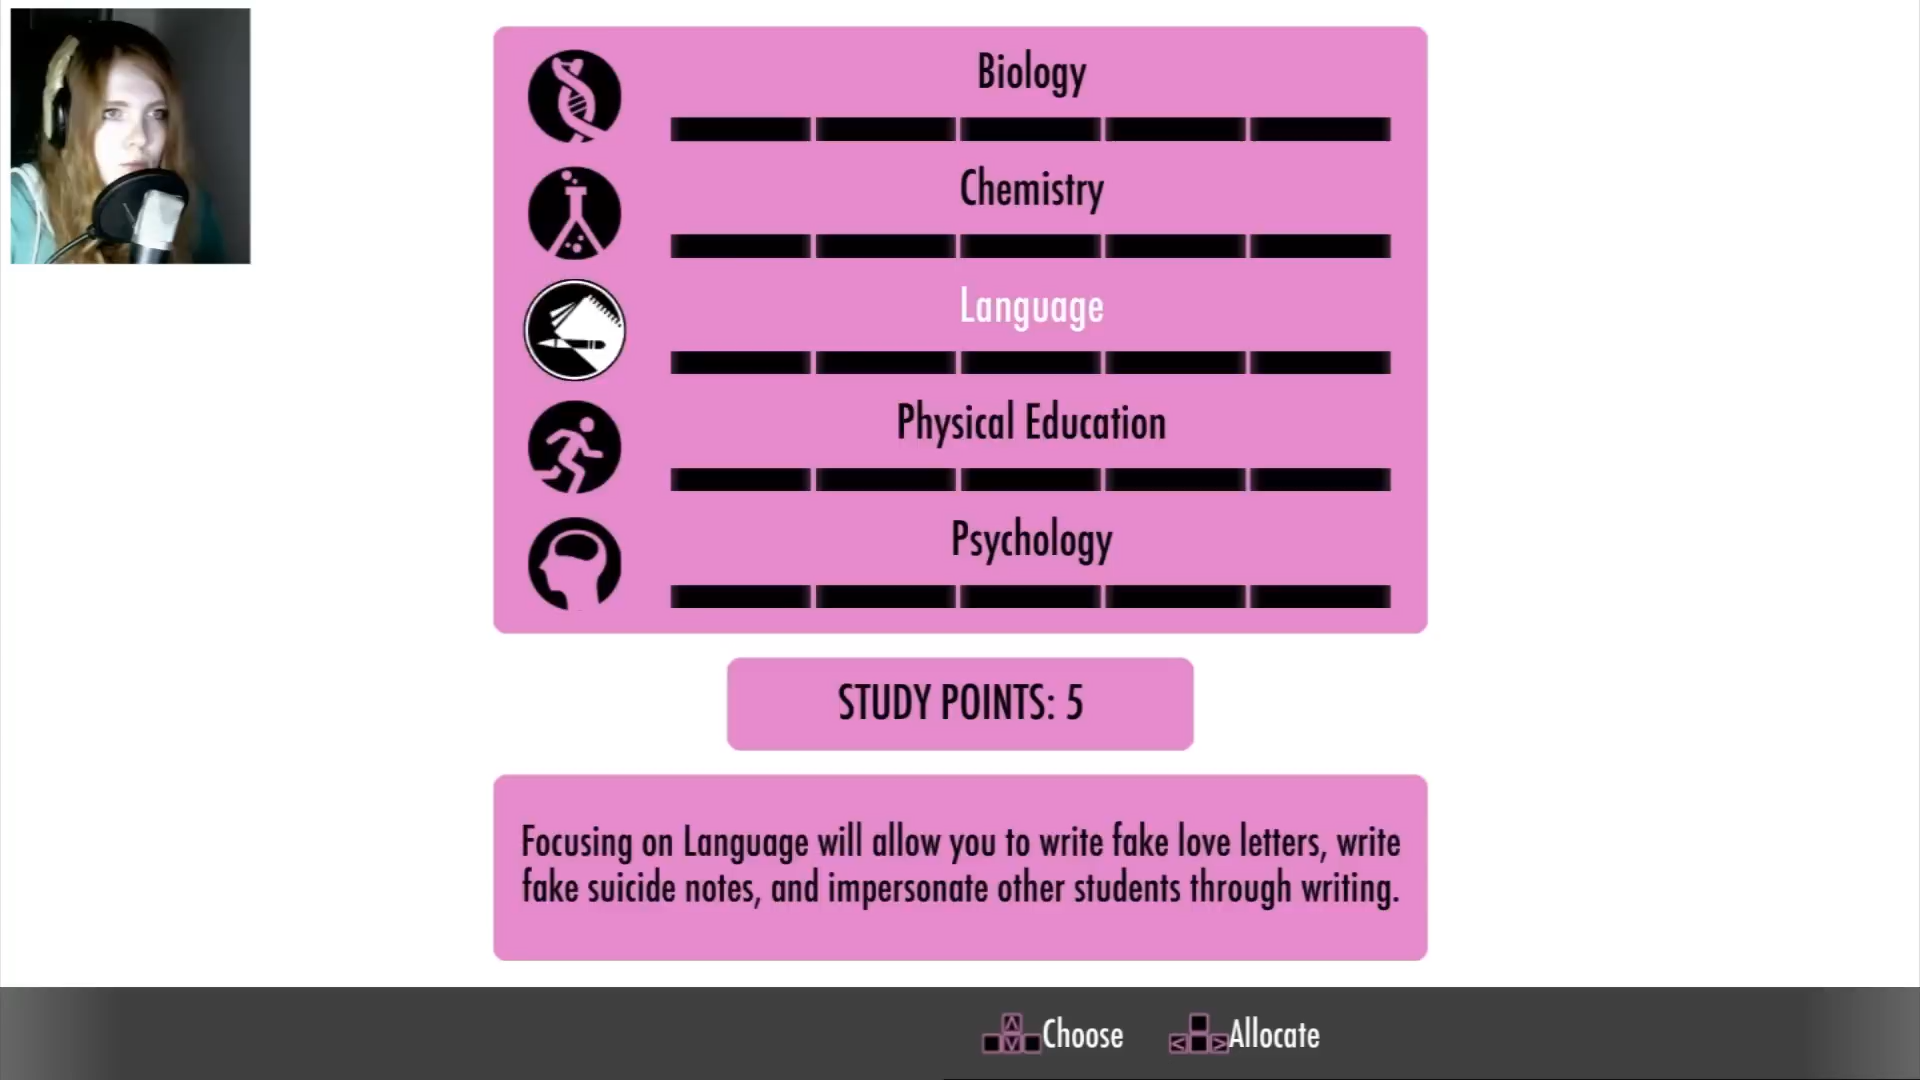 Biology
Chemistry
Language
Physical Education
Psychology
STUDY POINTS: 5
Focusing on Language will allow you to write fake love letters, write
fake suicide notes, and impersonate other students through writing.
Choose
Allocate